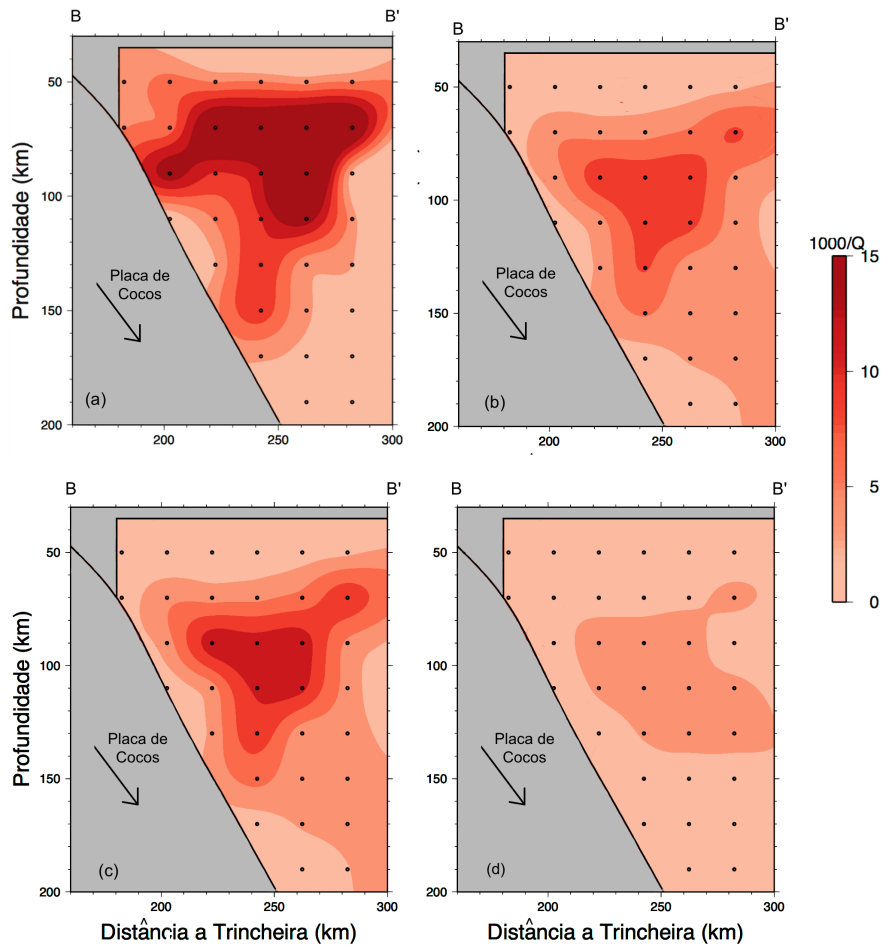 B B' B B'
Profundidade (km)
50 50
100 100
150 150
200 200
Placa de
Cocos
Placa de
Cocos
(a) (b)
200 250 300 200 250 300
1000/Q
15
10
5
0
B B' B B'
Profundidade (km)
50 50
100 100
150 150
200 200
Placa de
Cocos
Placa de
Cocos
(c) (d)
200 250 300 200 250 300
Distância a Trincheira (km) Distância a Trincheira (km)